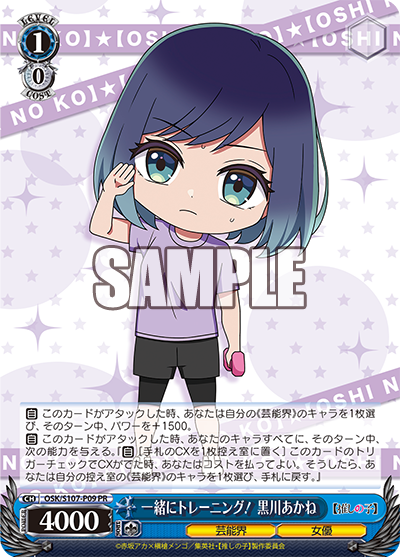 LEVEL
1
0
COST
NO KO】★【OSHI NO KO】★【OSHI N
SAMPLE
自 このカードがアタックした時、あなたは自分の《芸能界》のキャラを1枚選
び、そのターン中、パワーを+1500。
自 このカードがアタックした時、あなたのキャラすべてに、そのターン中、
次の能力を与える。『自［手札のCXを1枚控え室に置く］ このカードのトリ
ガーチェックでCXがでた時、あなたはコストを払ってよい。そうしたら、あ
なたは自分の控え室の《芸能界》のキャラを1枚選び、手札に戻す。』
CH OSK/S107-P09 PR
POWER
4000
一緒にトレーニング! 黒川あかね
【推しの子】
芸能界
女優
©赤坂アカ×横槍メンゴ／集英社・【推しの子】製作委員会